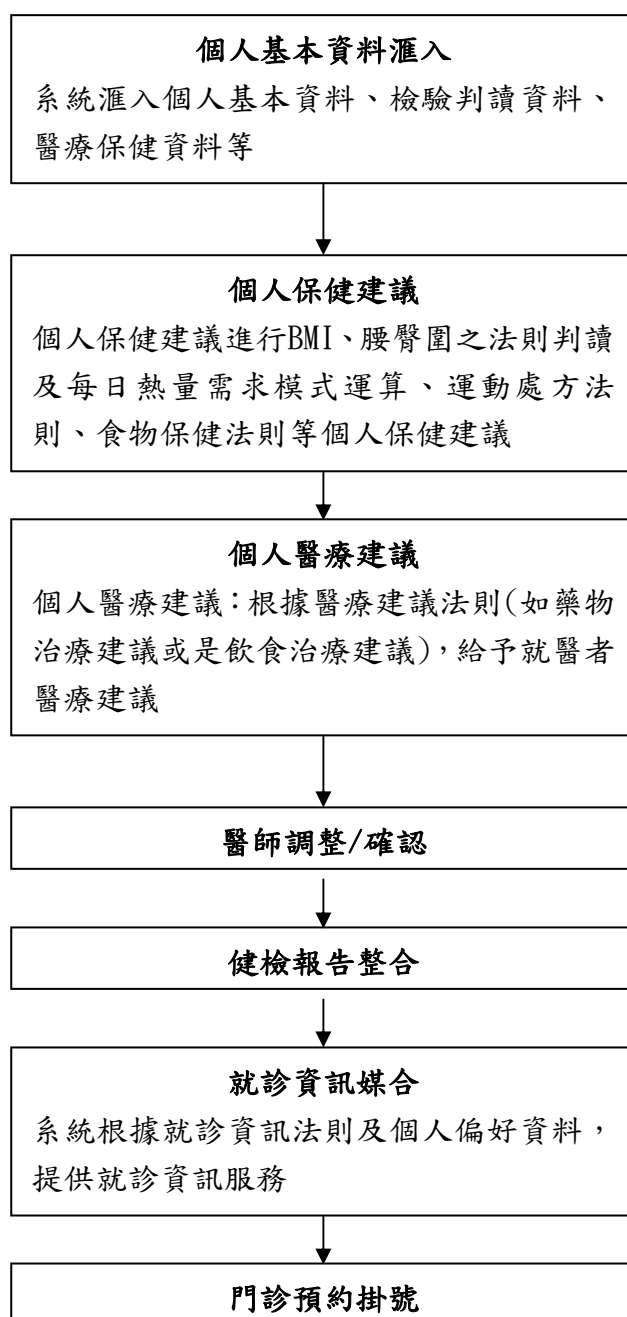 個人基本資料滙入
系統滙入個人基本資料、檢驗判讀資料、
醫療保健資料等
個人保健建議
個人保健建議進行BMI、腰臀圍之法則判讀
及每日熱量需求模式運算、運動處方法
則、食物保健法則等個人保健建議
個人醫療建議
個人醫療建議：根據醫療建議法則(如藥物
治療建議或是飲食治療建議)，給予就醫者
醫療建議
醫師調整/確認
健檢報告整合
就診資訊媒合
系統根據就診資訊法則及個人偏好資料，
提供就診資訊服務
門診預約掛號